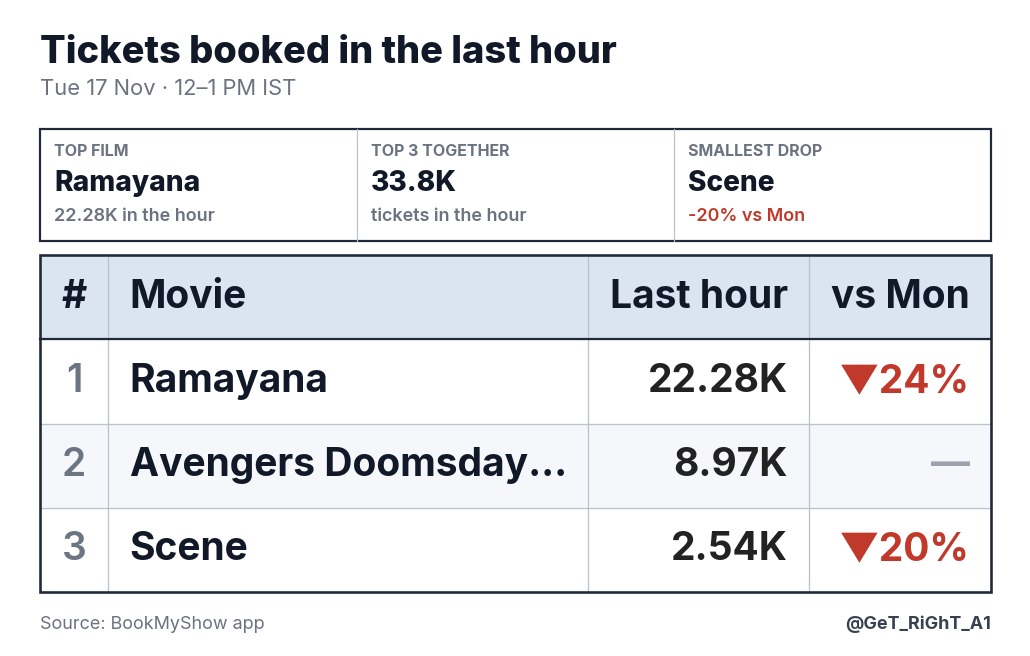 Tickets booked in the last hour
Tue 17 Nov · 12–1 PM IST
TOP FILM
Ramayana
22.28K in the hour
TOP 3 TOGETHER
33.8K
tickets in the hour
SMALLEST DROP
Scene
-20% vs Mon
# Movie Last hour vs Mon
1 Ramayana 22.28K ▼24%
2 Avengers Doomsday... 8.97K —
3 Scene 2.54K ▼20%
Source: BookMyShow app
@GeT_RiGhT_A1